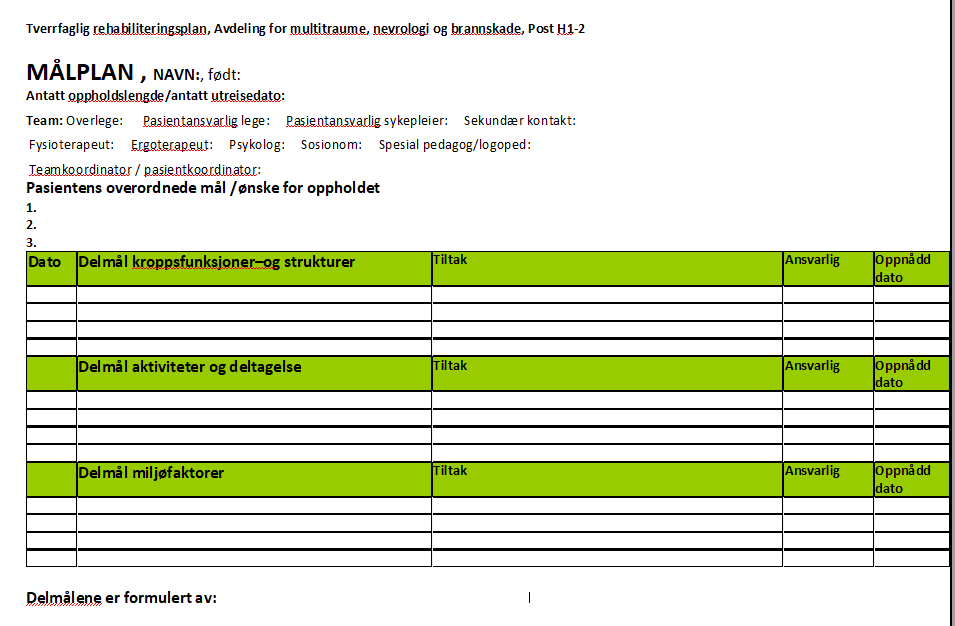 Tverrfaglig rehabiliteringsplan, Avdeling for multitraume, nevrologi og brannskade, Post H1-2
MÅLPLAN , NAVN:, født:
Antatt oppholdslengde/antatt utreisedato:
Team: Overlege: Pasientansvarlig lege: Pasientansvarlig sykepleier: Sekundær kontakt:
Fysioterapeut: Ergoterapeut: Psykolog: Sosionom: Spesial pedagog/logoped:
Teamkoordinator / pasientkoordinator:
Pasientens overordnede mål /ønske for oppholdet
1.
2.
3.
Dato Delmål kroppsfunksjoner–og strukturer Tiltak Ansvarlig Oppnådd
dato
Delmål aktiviteter og deltagelse Tiltak Ansvarlig Oppnådd
dato
Delmål miljøfaktorer Tiltak Ansvarlig Oppnådd
dato
Delmålene er formulert av: